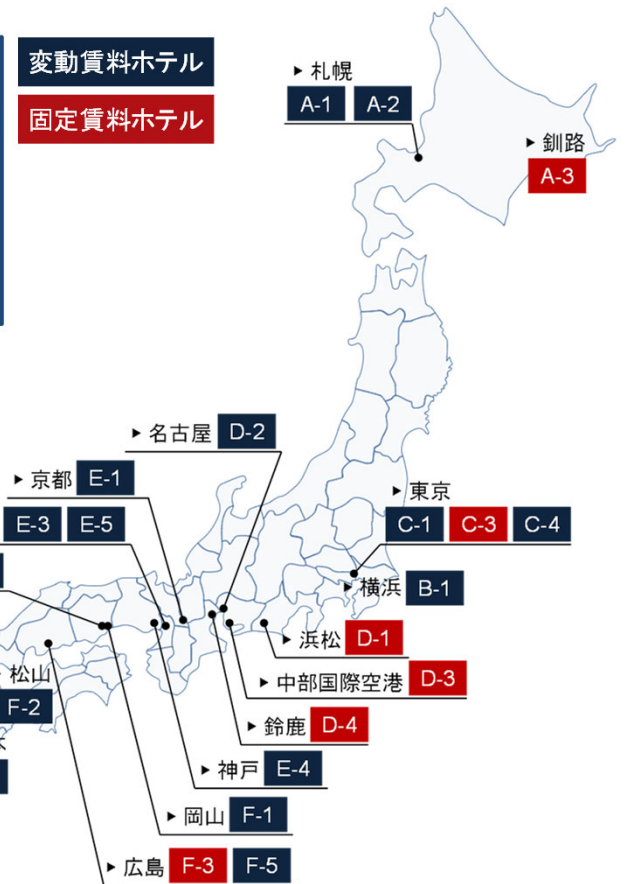 変動賃料ホテル
固定賃料ホテル
札幌
A-1 A-2
釧路
A-3
名古屋 D-2
京都 E-1
E-3 E-5
東京
C-1 C-3 C-4
横浜 B-1
浜松 D-1
中部国際空港 D-3
松山
F-2
鈴鹿 D-4
神戸 E-4
岡山 F-1
広島 F-3 F-5